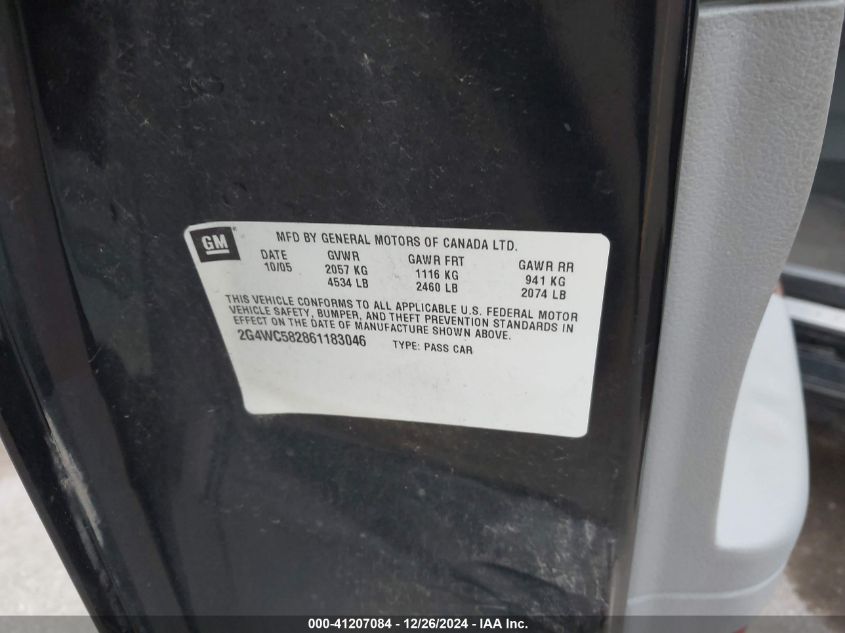 GM
MFD BY GENERAL MOTORS OF CANADA LTD.
DATE GVWR GAWR FRT GAWR RR
10/05 2057 KG 1116 KG 941 KG
4534 LB 2460 LB 2074 LB
THIS VEHICLE CONFORMS TO ALL APPLICABLE U.S. FEDERAL MOTOR
VEHICLE SAFETY, BUMPER, AND THEFT PREVENTION STANDARDS IN
EFFECT ON THE DATE OF MANUFACTURE SHOWN ABOVE.
2G4WC582861183046 TYPE: PASS CAR
000-41207084 / 12/26/2024 - IAA Inc.